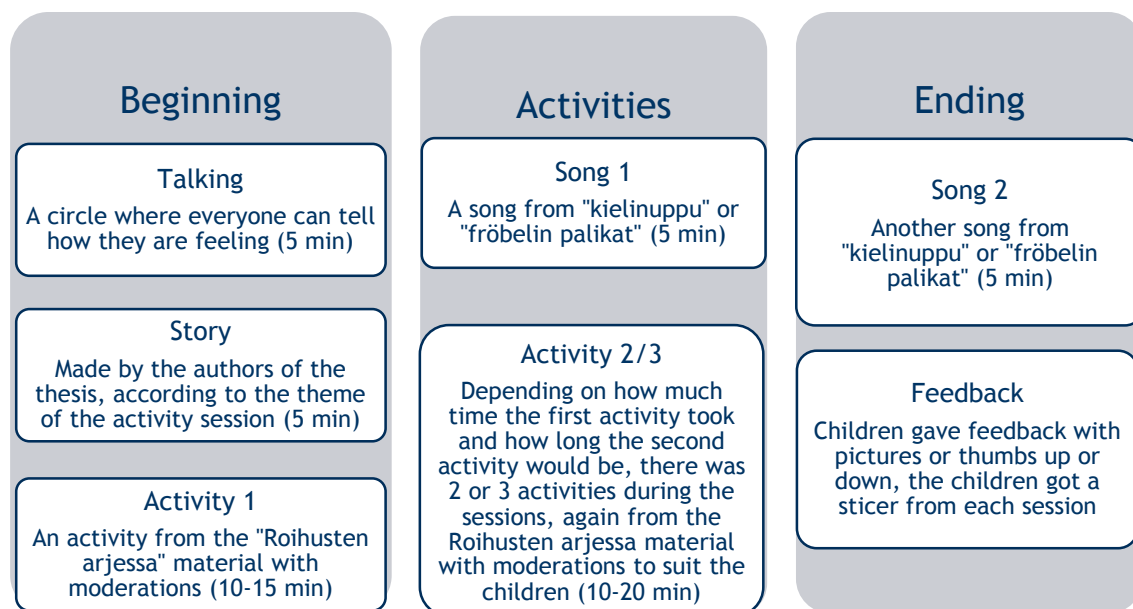 Beginning
Talking
A circle where everyone can tell
how they are feeling (5 min)
Story
Made by the authors of the
thesis, according to the theme
of the activity session (5 min)
Activity 1
An activity from the "Roihusten
arjessa" material with
moderations (10-15 min)
Activities
Song 1
A song from "kielinuppu" or
"fröbelin palikat" (5 min)
Activity 2/3
Depending on how much
time the first activity took
and how long the second
activity would be, there was
2 or 3 activities during the
sessions, again from the
Roihusten arjessa material
with moderations to suit the
children (10-20 min)
Ending
Song 2
Another song from
"kielinuppu" or "fröbelin
palikat" (5 min)
Feedback
Children gave feedback with
pictures or thumbs up or
down, the children got a
sticer from each session